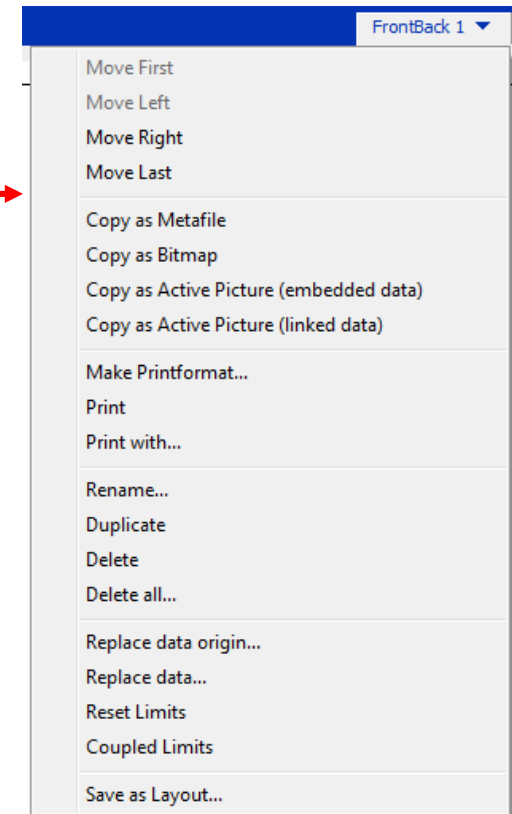 FrontBack 1
Move First
Move Left
Move Right
Move Last
Copy as Metafile
Copy as Bitmap
Copy as Active Picture (embedded data)
Copy as Active Picture (linked data)
Make Printformat...
Print
Print with...
Rename...
Duplicate
Delete
Delete all...
Replace data origin...
Replace data...
Reset Limits
Coupled Limits
Save as Layout...